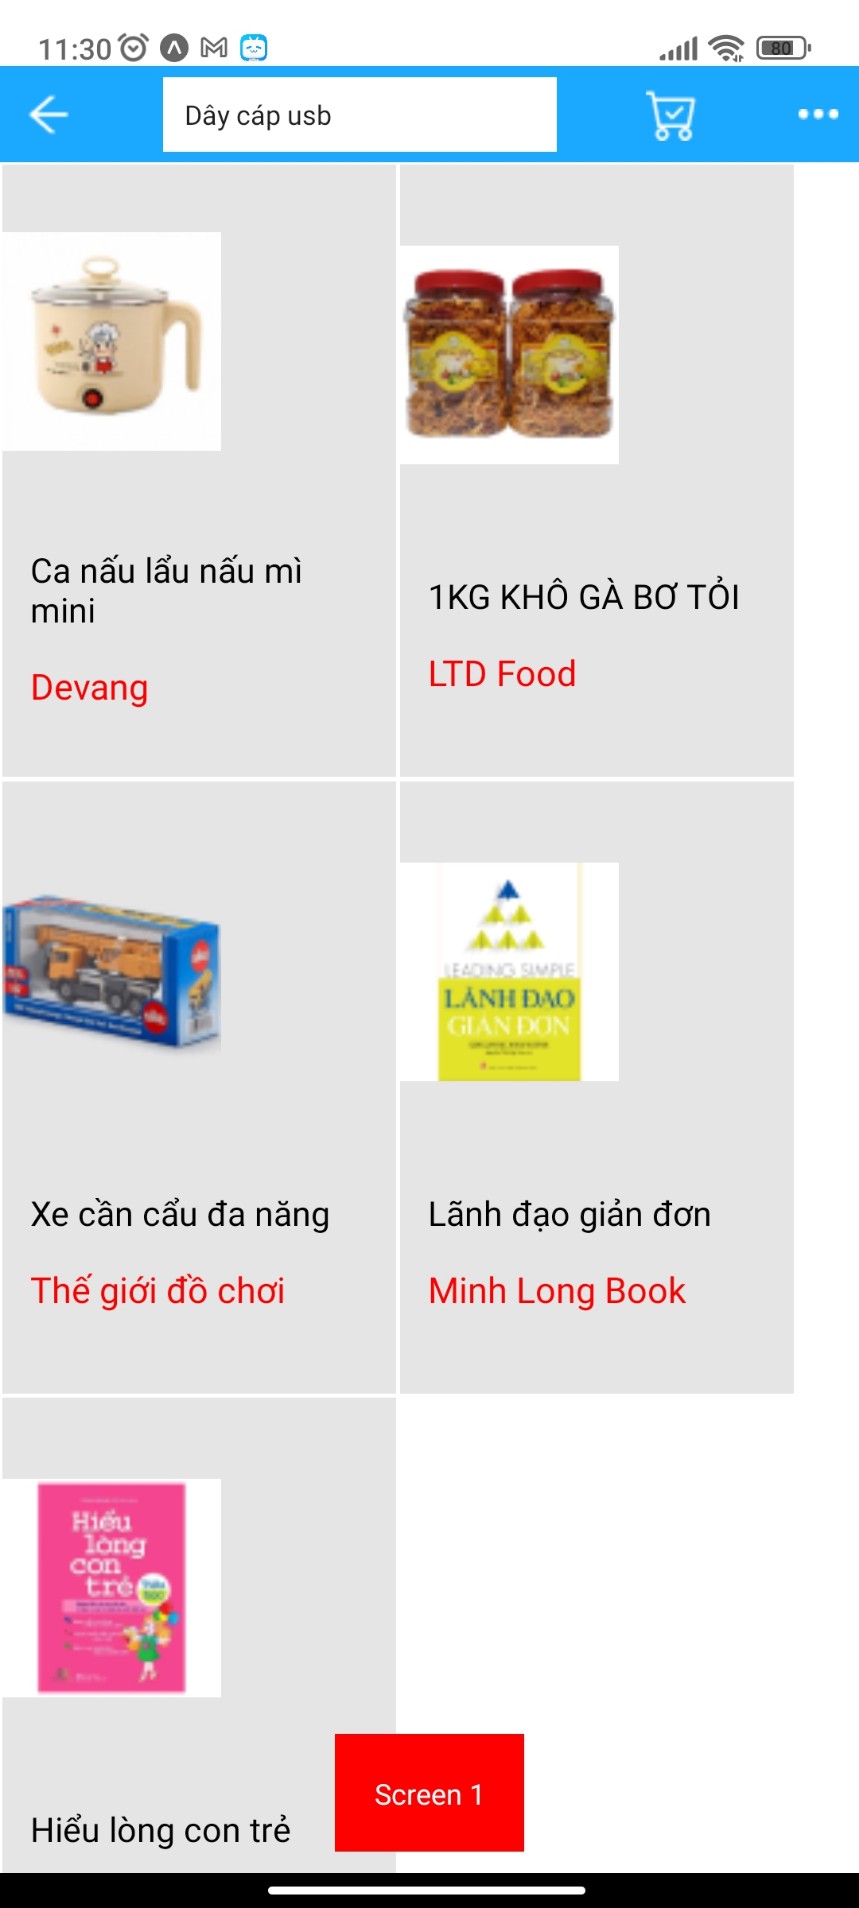 11:30
80
Dây cáp usb
Ca nấu lẩu nấu mì
mini
Devang
1KG KHÔ GÀ BƠ TỎI
LTD Food
LEADING SIMPLE
LÃNH ĐẠO
GIẢN ĐƠN
Xe cần cẩu đa năng
Thế giới đồ chơi
Lãnh đạo giản đơn
Minh Long Book
Hiểu
lòng
con
trẻ
Hiểu lòng con trẻ
Screen 1